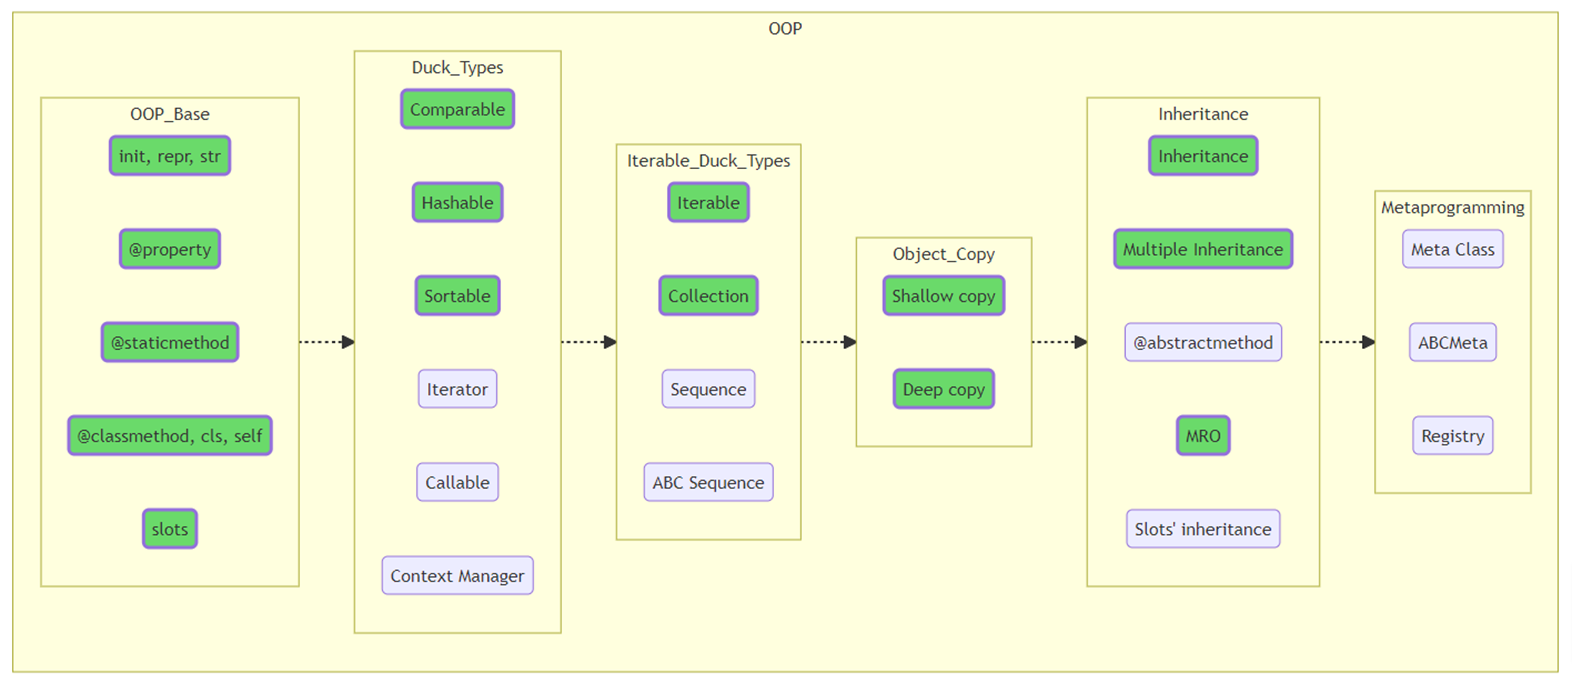 OOP
OOP_Base
init, repr, str
@property
@staticmethod
@classmethod, cls, self
slots
Duck_Types
Comparable
Hashable
Sortable
Iterator
Callable
Context Manager
Iterable_Duck_Types
Iterable
Collection
Sequence
ABC Sequence
Object_Copy
Shallow copy
Deep copy
Inheritance
Inheritance
Multiple Inheritance
@abstractmethod
MRO
Slots' inheritance
Metaprogramming
Meta Class
ABCMeta
Registry